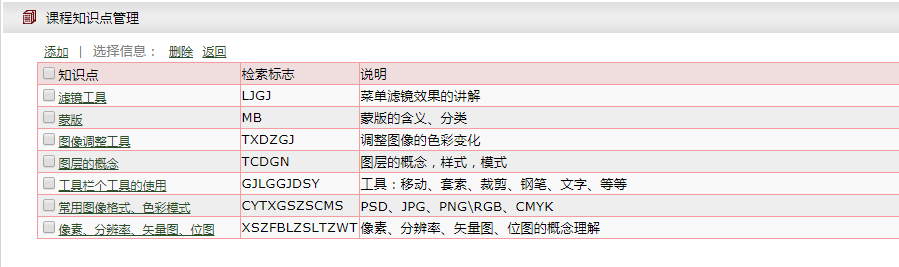 课程知识点管理
添加 | 选择信息： 删除 返回
知识点 检索标志 说明
滤镜工具 LJGJ 菜单滤镜效果的讲解
蒙版 MB 蒙版的含义、分类
图像调整工具 TXDZGJ 调整图像的色彩变化
图层的概念 TCDGN 图层的概念，样式，模式
工具栏个工具的使用 GJLGGJDSY 工具：移动、套索、裁剪、钢笔、文字、等等
常用图像格式、色彩模式 CYTXGSZSCMS PSD、JPG、PNG\RGB、CMYK
像素、分辨率、矢量图、位图 XSZFBLZSLTZWT 像素、分辨率、矢量图、位图的概念理解